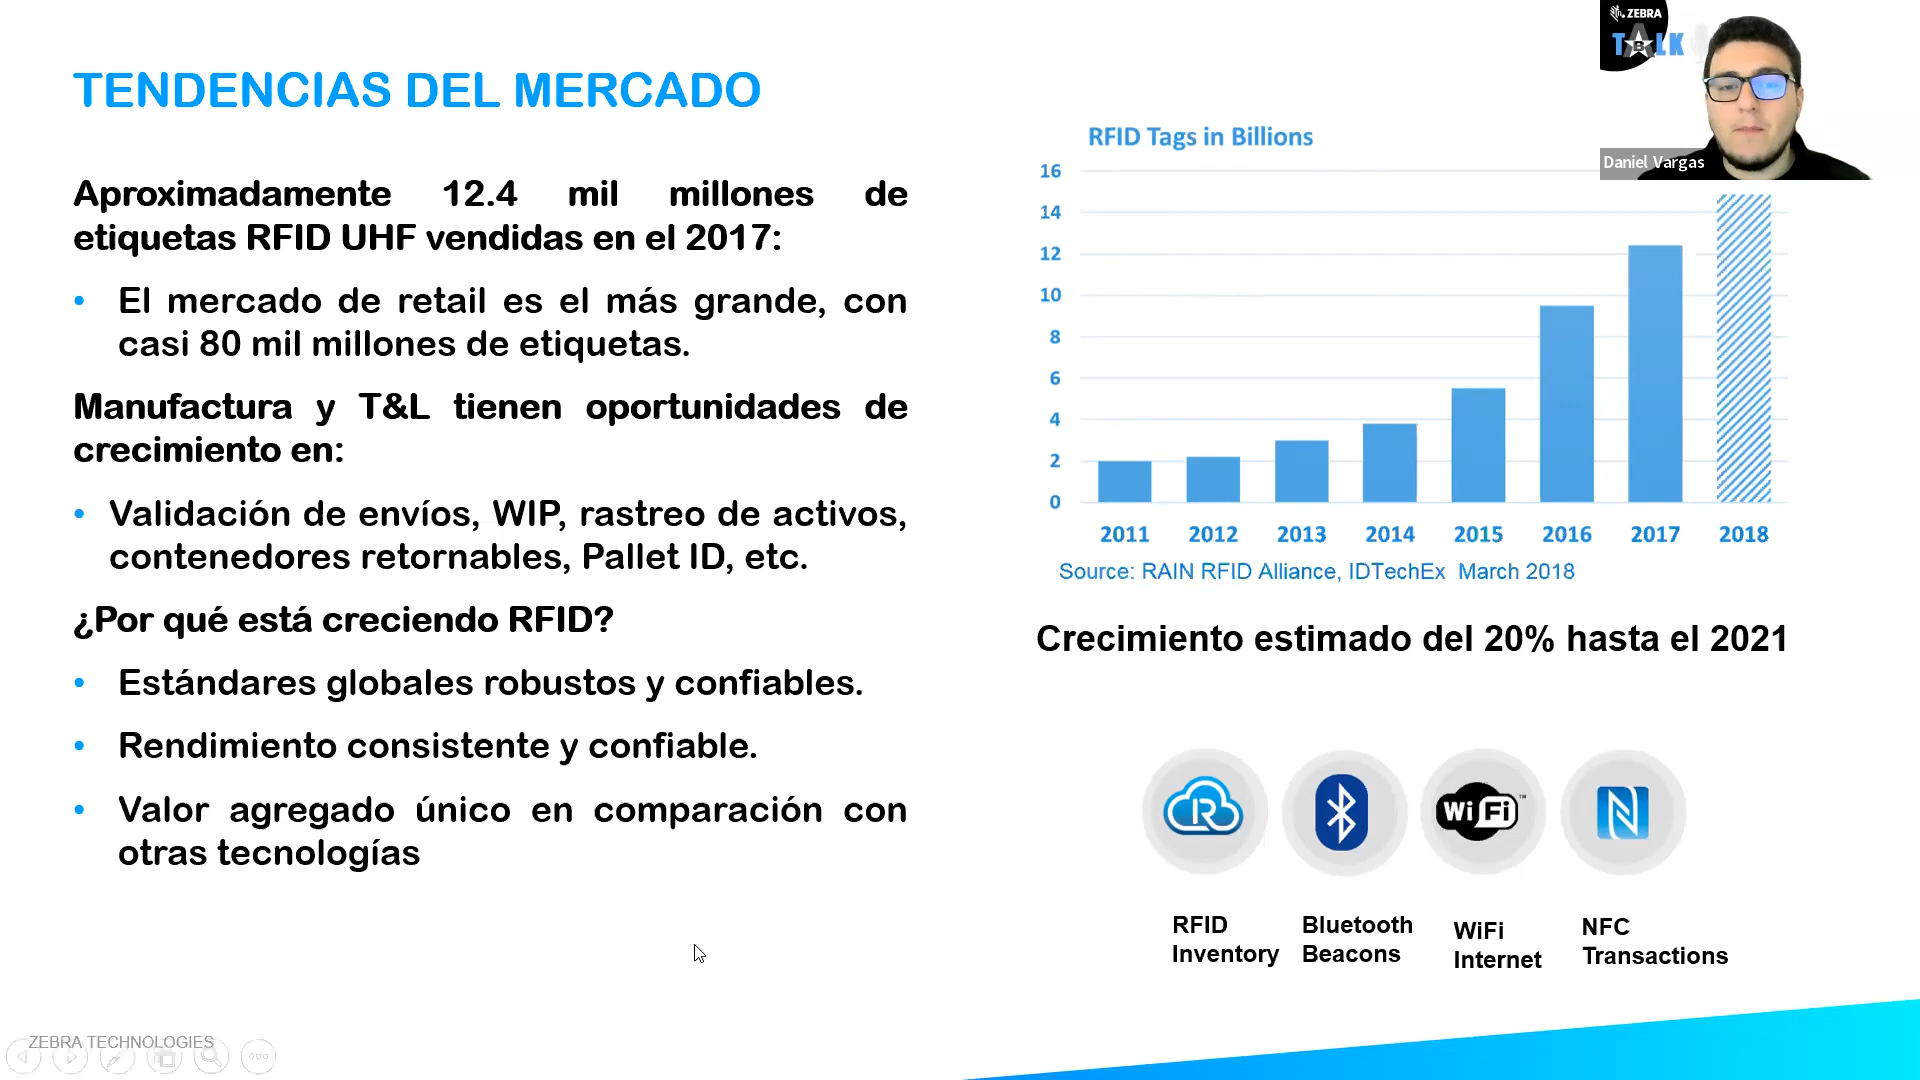 TENDENCIAS DEL MERCADO
Aproximadamente 12.4 mil millones de
etiquetas RFID UHF vendidas en el 2017:
• El mercado de retail es el más grande, con
casi 80 mil millones de etiquetas.
Manufactura y T&L tienen oportunidades de
crecimiento en:
• Validación de envíos, WIP, rastreo de activos,
contenedores retornables, Pallet ID, etc.
¿Por qué está creciendo RFID?
• Estándares globales robustos y confiables.
• Rendimiento consistente y confiable.
• Valor agregado único en comparación con
otras tecnologías
ZEBRA
TALK
B
Daniel Vargas
RFID Tags in Billions
16
14
12
10
8
6
4
2
0
2011 2012 2013 2014 2015 2016 2017 2018
Source: RAIN RFID Alliance, IDTechEx March 2018
Crecimiento estimado del 20% hasta el 2021
R
WiFi™
N
RFID
Inventory
Bluetooth
Beacons
WiFi
Internet
NFC
Transactions
ZEBRA TECHNOLOGIES